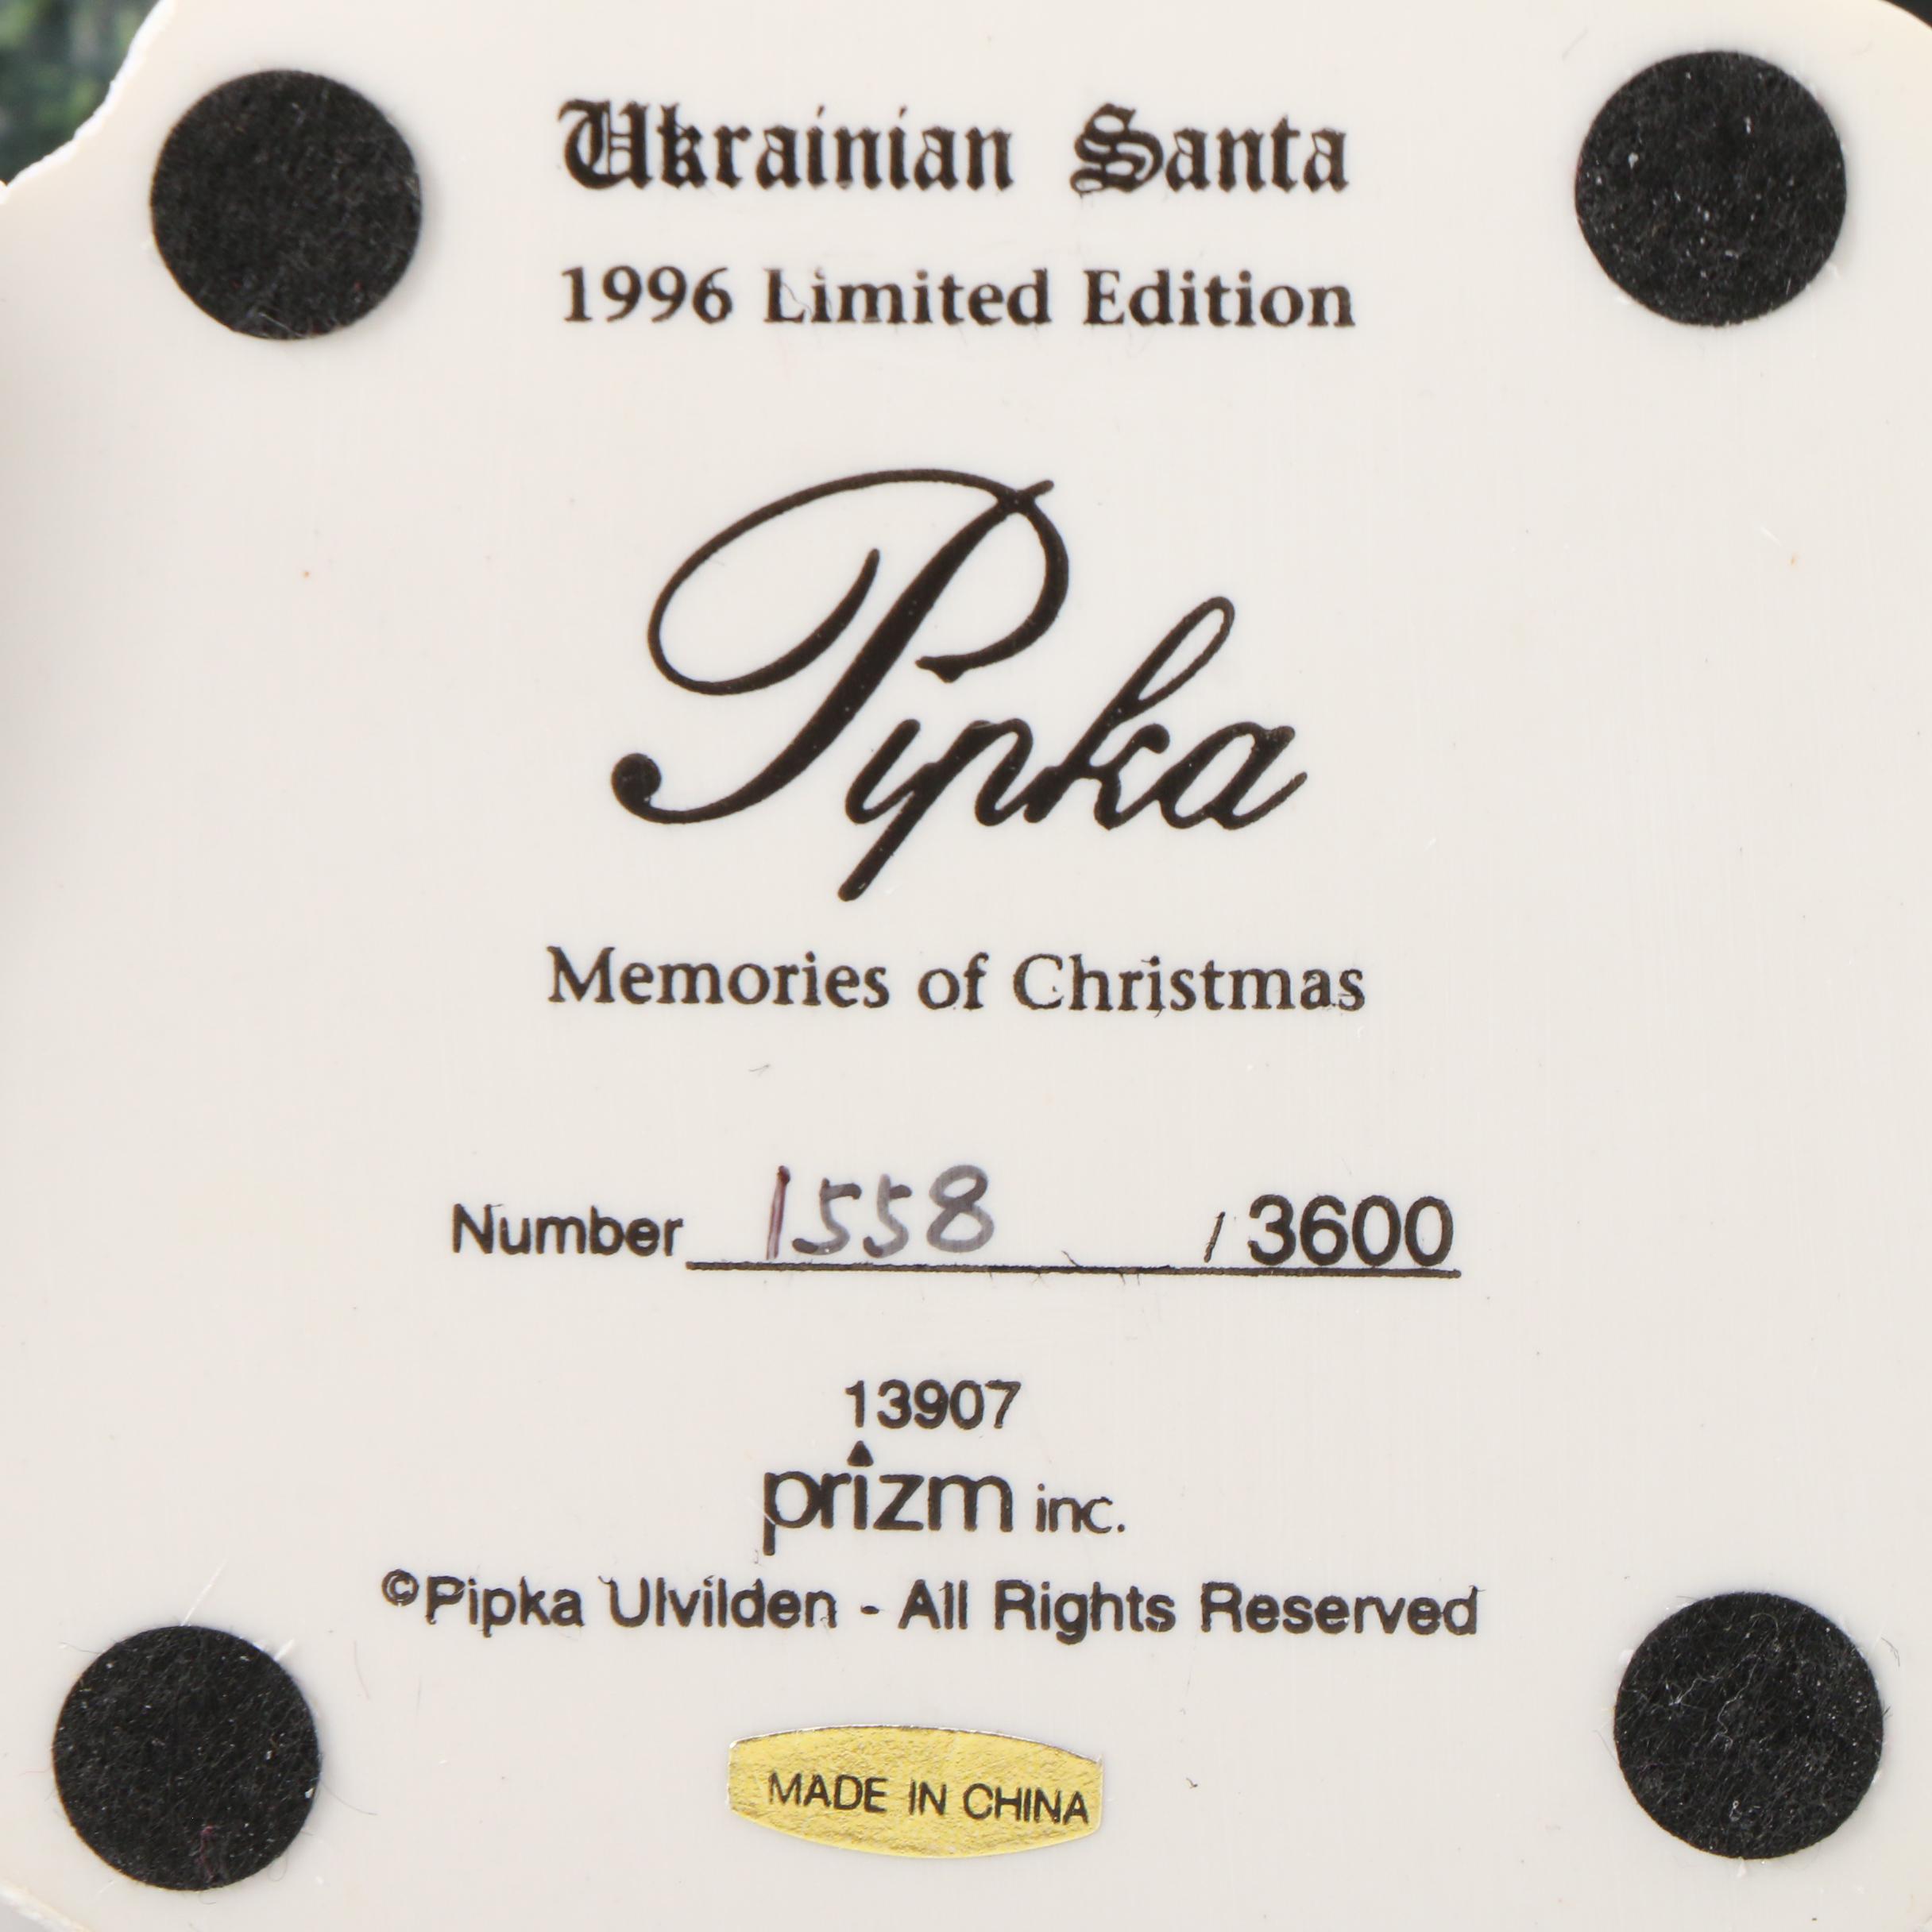 Ukrainian Santa
1996 Limited Edition
Pipka
Memories of Christmas
Number 1558 / 3600
13907
prizm inc.
©Pipka Ulvilden - All Rights Reserved
MADE IN CHINA